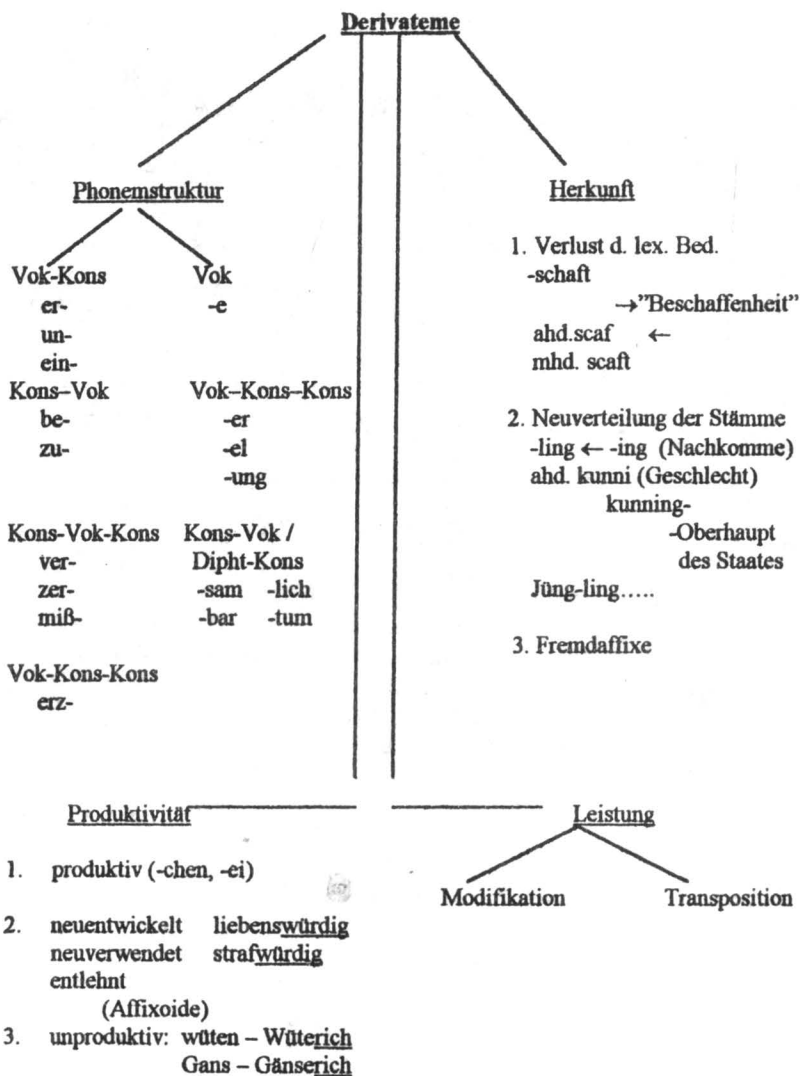 Derivateme
Phonemstruktur
Vok-Kons Vok
er- -e
un-
ein-
Kons–Vok Vok–Kons–Kons
be- -er
zu- -el
-ung
Kons-Vok-Kons Kons-Vok /
ver- Dipht-Kons
zer- -sam -lich
miß- -bar -tum
Vok-Kons-Kons
erz-
Herkunft
1. Verlust d. lex. Bed.
-schaft
→”Beschaffenheit”
ahd.scaf ←
mhd. scaft
2. Neuverteilung der Stämme
-ling ← -ing (Nachkomme)
ahd. kunni (Geschlecht)
kunning-
-Oberhaupt
des Staates
Jüng-ling…..
3. Fremdaffixe
Produktivität
1. produktiv (-chen, -ei)
2. neuentwickelt liebenswürdig
neuverwendet strafwürdig
entlehnt
(Affixoide)
3. unproduktiv: wüten – Wüterich
Gans – Gänserich
Leistung
Modifikation Transposition